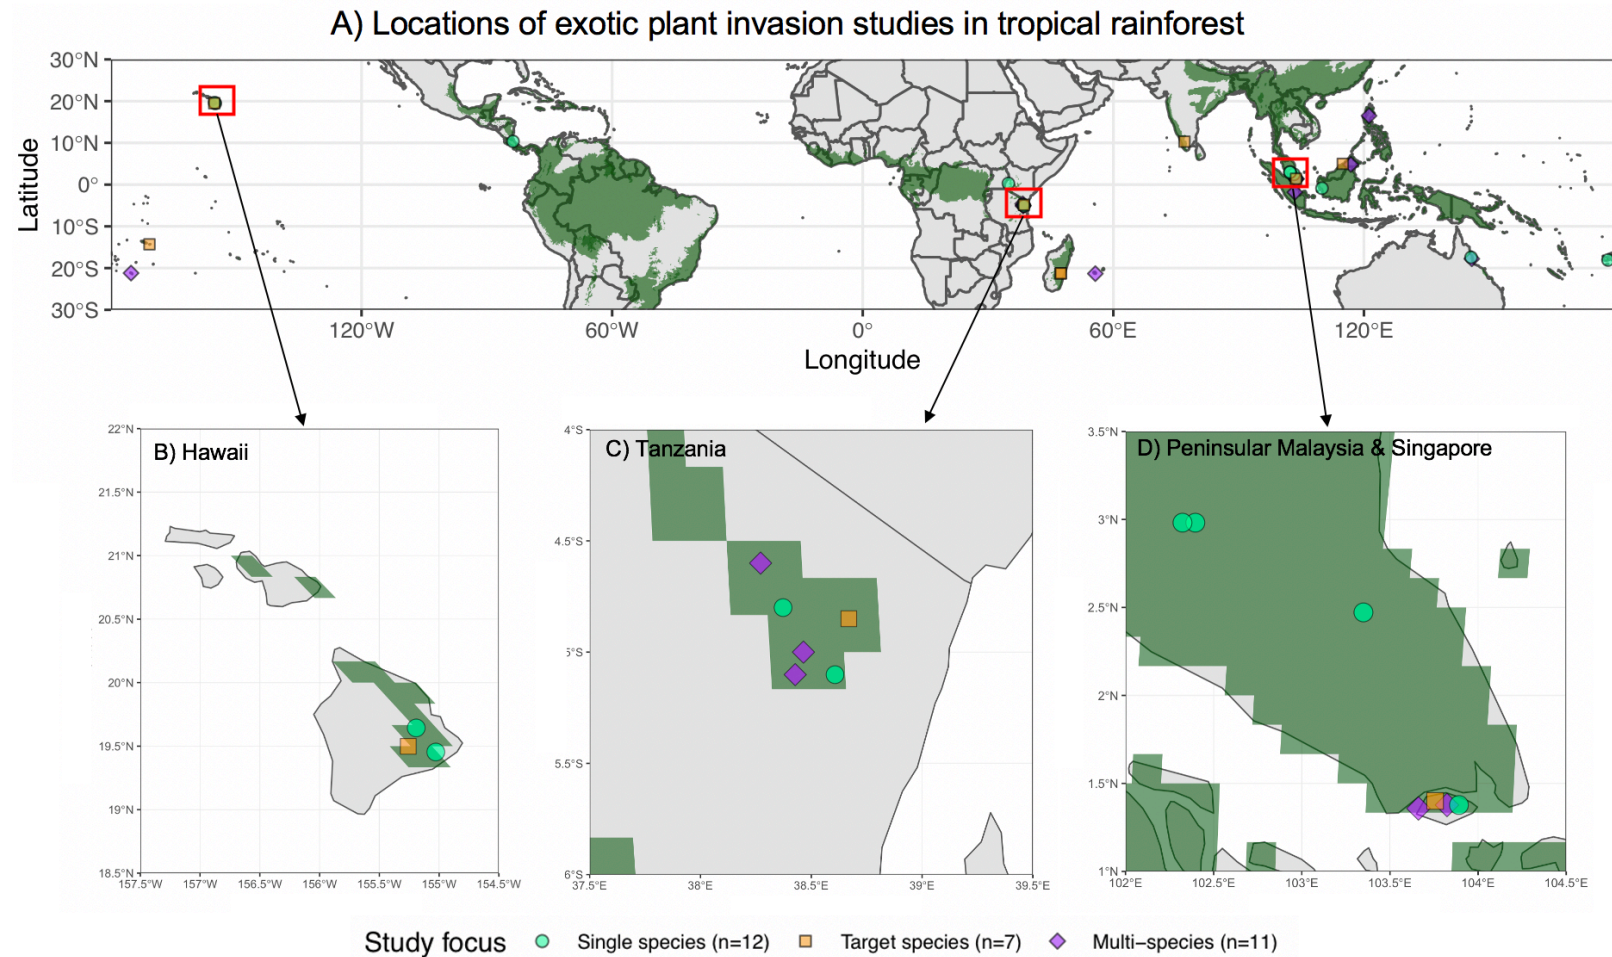 A) Locations of exotic plant invasion studies in tropical rainforest
30°N
20°N
10°N
0°
10°S
20°S
30°S
Latitude
120°W 60°W 0° 60°E 120°E
Longitude
B) Hawaii
22°N
21.5°N
21°N
20.5°N
20°N
19.5°N
19°N
18.5°N
157.5°W 157°W 156.5°W 156°W 155.5°W 155°W 154.5°W
C) Tanzania
4°S
4.5°S
5°S
5.5°S
6°S
37.5°E 38°E 38.5°E 39°E 39.5°E
D) Peninsular Malaysia & Singapore
3.5°N
3°N
2.5°N
2°N
1.5°N
1°N
102°E 102.5°E 103°E 103.5°E 104°E 104.5°E
Study focus Single species (n=12) Target species (n=7) Multi−species (n=11)